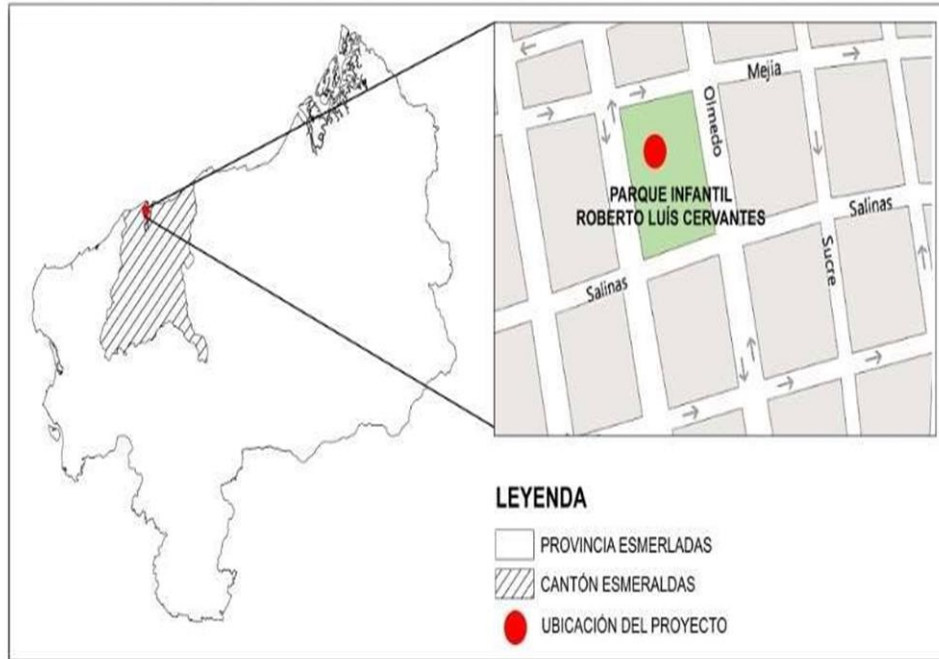 Mejia
Olmedo
PARQUE INFANTIL
ROBERTO LUÍS CERVANTES
Salinas
Sucre
Salinas
LEYENDA
PROVINCIA ESMERLADAS
CANTÓN ESMERALDAS
UBICACIÓN DEL PROYECTO